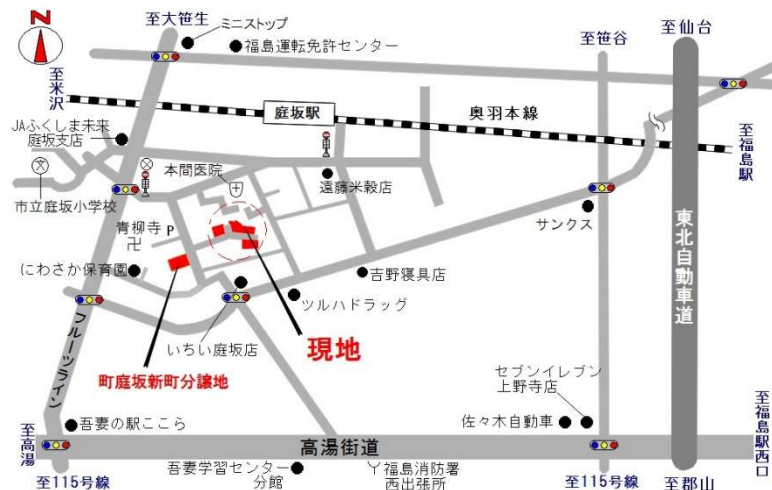 N
至大笹生
ミニストップ
福島運転免許センター
至笹谷
至仙台
至米沢
庭坂駅
奥羽本線
至福島駅
JAふくしま未来
庭坂支店
文
市立庭坂小学校
本間医院
遠藤米穀店
サンクス
青柳寺
P
卍
にわさか保育園
吉野寝具店
ツルハドラッグ
いちい庭坂店
現地
町庭坂新町分譲地
フルーツライン
東北自動車道
セブンイレブン
上野寺店
佐々木自動車
吾妻の駅ここら
至高湯
高湯街道
至福島駅西口
吾妻学習センター
分館
福島消防署
西出張所
至115号線
至115号線
至郡山